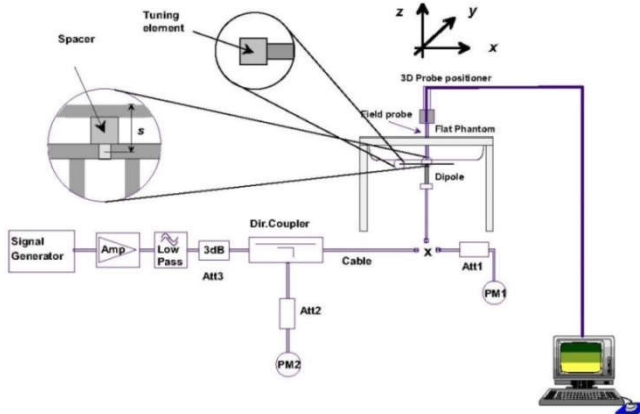 Tuning
element
Spacer
s
z
y
x
3D Probe positioner
Field probe
Flat Phantom
Dipole
Dir.Coupler
Signal
Generator
Amp
Low
Pass
3dB
Att3
Cable
X
Att1
PM1
Att2
PM2